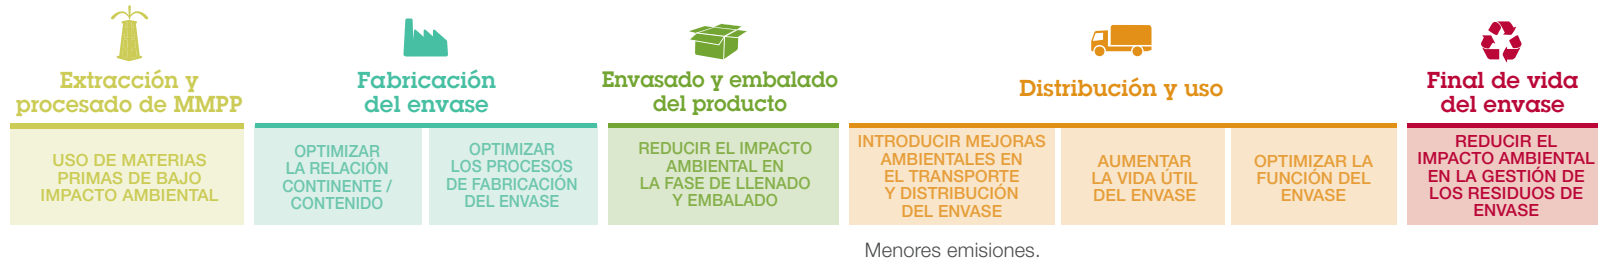 Extracción y
procesado de MMPP
Fabricación
del envase
Envasado y embalado
del producto
Distribución y uso
Final de vida
del envase
USO DE MATERIAS
PRIMAS DE BAJO
IMPACTO AMBIENTAL
OPTIMIZAR
LA RELACIÓN
CONTINENTE /
CONTENIDO
OPTIMIZAR
LOS PROCESOS
DE FABRICACIÓN
DEL ENVASE
REDUCIR EL IMPACTO
AMBIENTAL EN
LA FASE DE LLENADO
Y EMBALADO
INTRODUCIR MEJORAS
AMBIENTALES EN
EL TRANSPORTE
Y DISTRIBUCIÓN
DEL ENVASE
AUMENTAR
LA VIDA ÚTIL
DEL ENVASE
OPTIMIZAR LA
FUNCIÓN DEL
ENVASE
REDUCIR EL
IMPACTO AMBIENTAL
EN LA GESTIÓN DE
LOS RESIDUOS DE
ENVASE
Menores emisiones.